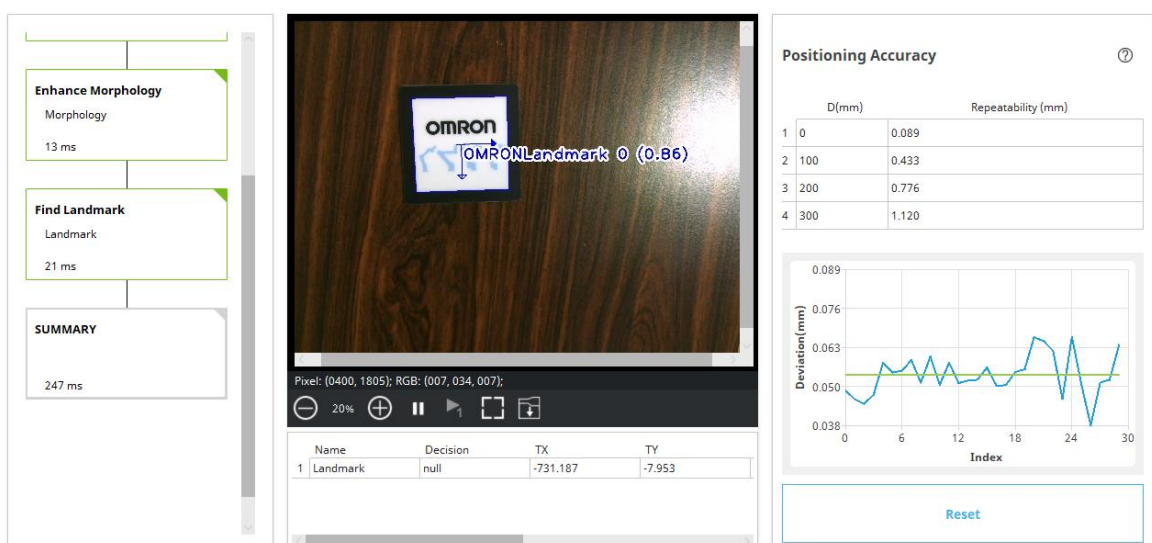 Enhance Morphology
Morphology
13 ms
Find Landmark
Landmark
21 ms
SUMMARY
247 ms
OMRON
OMRONLandmark 0 (0.86)
Pixel: (0400, 1805); RGB: (007, 034, 007);
20%
1
Name Decision TX TY
1 Landmark null -731.187 -7.953
Positioning Accuracy
?
D(mm) Repeatability (mm)
1 0 0.089
2 100 0.433
3 200 0.776
4 300 1.120
Deviation(mm)
0.089
0.076
0.063
0.050
0.038
0 6 12 18 24 30
Index
Reset